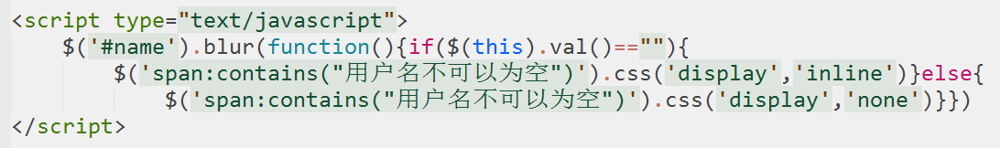 <script type="text/javascript">
$('#name').blur(function(){if($(this).val()==""){
$('span:contains("用户名不可以为空")').css('display','inline')}else{
$('span:contains("用户名不可以为空")').css('display','none')}})
</script>